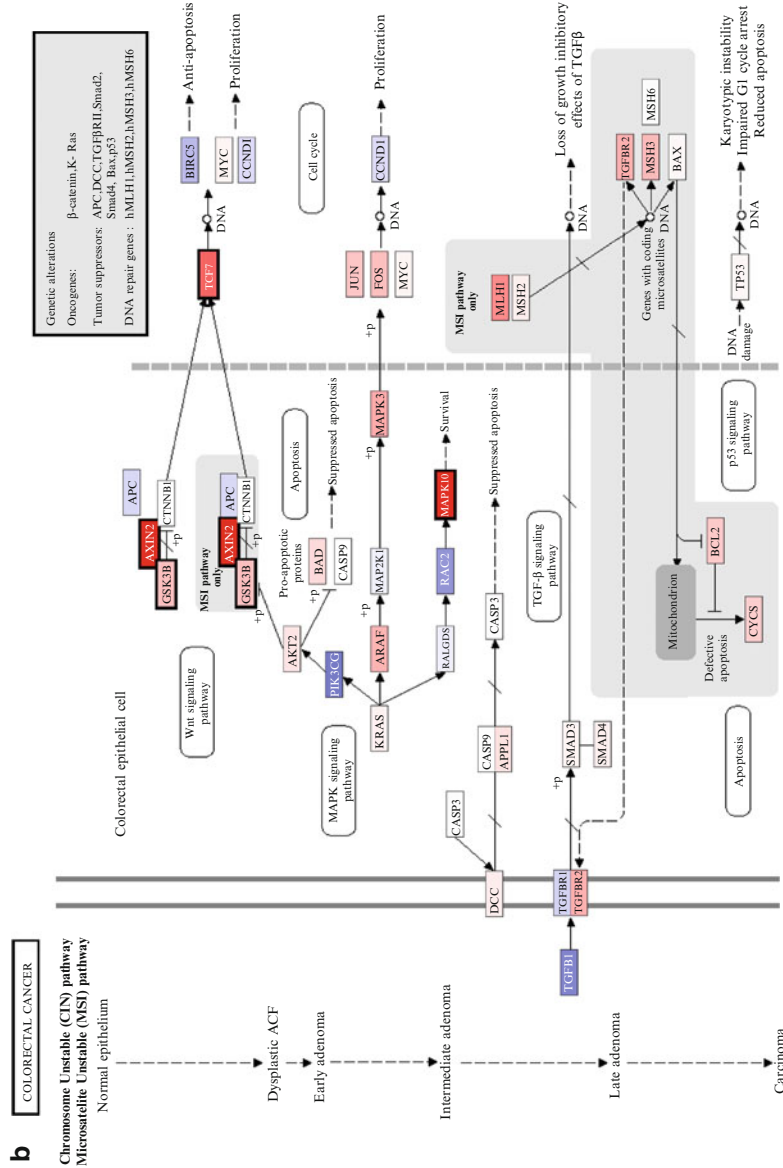 b
COLORECTAL CANCER
Chromosome Unstable (CIN) pathway
Microsatelite Unstable (MSI) pathway
Normal epithelium
Dysplastic ACF
Early adenoma
Intermediate adenoma
Late adenoma
Carcinoma
Colorectal epithelial cell
Genetic alterations
Oncogenes: β-catenin,K- Ras
Tumor suppressors: APC,DCC,TGFβRII,Smad2,
Smad4, Bax,p53
DNA repair genes : hMLH1,hMSH2,hMSH3,hMSH6
Wnt signaling
pathway
GSK3B
AXIN2
APC
CTNNB1
+p
MSI pathway
only
GSK3B
AXIN2
APC
CTNNB1
+p
+p
TCF7
DNA
BIRC5
Anti-apoptosis
MYC
CCND1
Proliferation
AKT2
PIK3CG
Pro-apoptotic
proteins
+p
BAD
CASP9
Suppressed apoptosis
Apoptosis
Cell cycle
MAPK signaling
pathway
KRAS
ARAF
+p
MAP2K1
+p
MAPK3
+p
JUN
FOS
MYC
DNA
CCND1
Proliferation
RALGDS
RAC2
MAPK10
Survival
DCC
CASP3
CASP9
APPL1
CASP3
Suppressed apoptosis
TGFB1
TGFBR1
TGFBR2
+p
SMAD3
SMAD4
TGF-β signaling
pathway
DNA
Loss of growth inhibitory
effects of TGFβ
MSI pathway
only
MLH1
MSH2
Genes with coding
microsatellites
DNA
TGFBR2
MSH3
MSH6
BAX
Apoptosis
Mitochondrion
Defective
apoptosis
BCL2
CYCS
p53 signaling
pathway
DNA
damage
TP53
DNA
Karyotypic instability
Impaired G1 cycle arrest
Reduced apoptosis